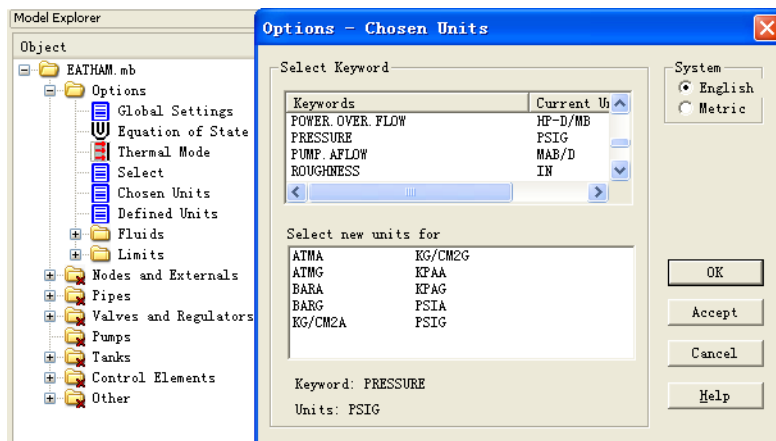 Model Explorer
Object
EATHAM.mb
Options
Global Settings
Equation of State
Thermal Mode
Select
Chosen Units
Defined Units
Fluids
Limits
Nodes and Externals
Pipes
Valves and Regulators
Pumps
Tanks
Control Elements
Other
Options - Chosen Units
Select Keyword
Keywords Current Un
POWER.OVER.FLOW HP-D/MB
PRESSURE PSIG
PUMP.AFLOW MAB/D
ROUGHNESS IN
Select new units for
ATMA KG/CM2G
ATMG KPAA
BARA KPAG
BARG PSIA
KG/CM2A PSIG
Keyword: PRESSURE
Units: PSIG
System
English
Metric
OK
Accept
Cancel
Help